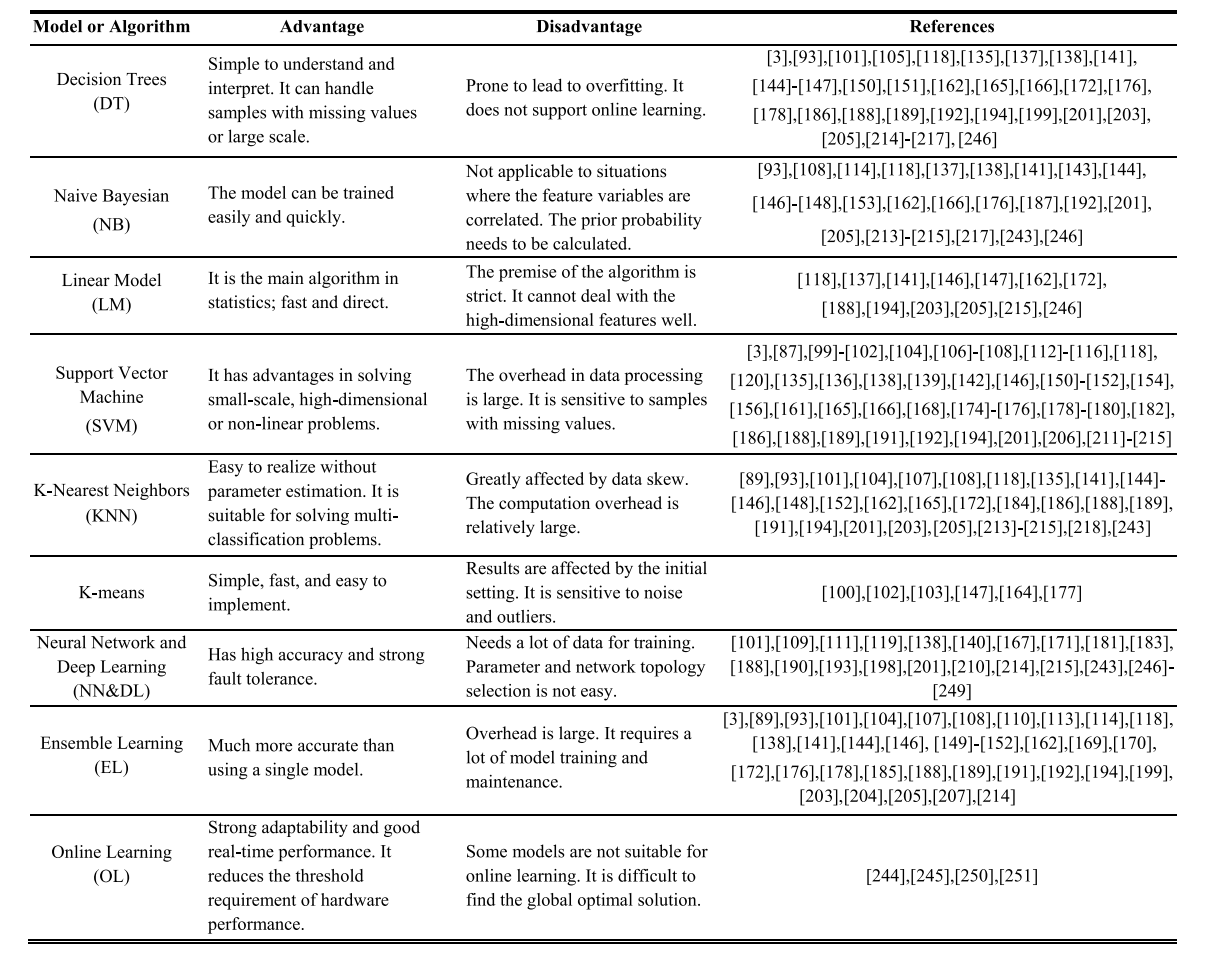 Model or Algorithm Advantage Disadvantage References
Decision Trees
(DT)
Simple to understand and
interpret. It can handle
samples with missing values
or large scale.
Prone to lead to overfitting. It
does not support online learning.
[3],[93],[101],[105],[118],[135],[137],[138],[141],
[144]-[147],[150],[151],[162],[165],[166],[172],[176],
[178],[186],[188],[189],[192],[194],[199],[201],[203],
[205],[214]-[217], [246]
Naive Bayesian
(NB)
The model can be trained
easily and quickly.
Not applicable to situations
where the feature variables are
correlated. The prior probability
needs to be calculated.
[93],[108],[114],[118],[137],[138],[141],[143],[144],
[146]-[148],[153],[162],[166],[176],[187],[192],[201],
[205],[213]-[215],[217],[243],[246]
Linear Model
(LM)
It is the main algorithm in
statistics; fast and direct.
The premise of the algorithm is
strict. It cannot deal with the
high-dimensional features well.
[118],[137],[141],[146],[147],[162],[172],
[188],[194],[203],[205],[215],[246]
Support Vector
Machine
(SVM)
It has advantages in solving
small-scale, high-dimensional
or non-linear problems.
The overhead in data processing
is large. It is sensitive to samples
with missing values.
[3],[87],[99]-[102],[104],[106]-[108],[112]-[116],[118],
[120],[135],[136],[138],[139],[142],[146],[150]-[152],[154],
[156],[161],[165],[166],[168],[174]-[176],[178]-[180],[182],
[186],[188],[189],[191],[192],[194],[201],[206],[211]-[215]
K-Nearest Neighbors
(KNN)
Easy to realize without
parameter estimation. It is
suitable for solving multi-
classification problems.
Greatly affected by data skew.
The computation overhead is
relatively large.
[89],[93],[101],[104],[107],[108],[118],[135],[141],[144]-
[146],[148],[152],[162],[165],[172],[184],[186],[188],[189],
[191],[194],[201],[203],[205],[213]-[215],[218],[243]
K-means
Simple, fast, and easy to
implement.
Results are affected by the initial
setting. It is sensitive to noise
and outliers.
[100],[102],[103],[147],[164],[177]
Neural Network and
Deep Learning
(NN&DL)
Has high accuracy and strong
fault tolerance.
Needs a lot of data for training.
Parameter and network topology
selection is not easy.
[101],[109],[111],[119],[138],[140],[167],[171],[181],[183],
[188],[190],[193],[198],[201],[210],[214],[215],[243],[246]-
[249]
Ensemble Learning
(EL)
Much more accurate than
using a single model.
Overhead is large. It requires a
lot of model training and
maintenance.
[3],[89],[93],[101],[104],[107],[108],[110],[113],[114],[118],
[138],[141],[144],[146], [149]-[152],[162],[169],[170],
[172],[176],[178],[185],[188],[189],[191],[192],[194],[199],
[203],[204],[205],[207],[214]
Online Learning
(OL)
Strong adaptability and good
real-time performance. It
reduces the threshold
requirement of hardware
performance.
Some models are not suitable for
online learning. It is difficult to
find the global optimal solution.
[244],[245],[250],[251]